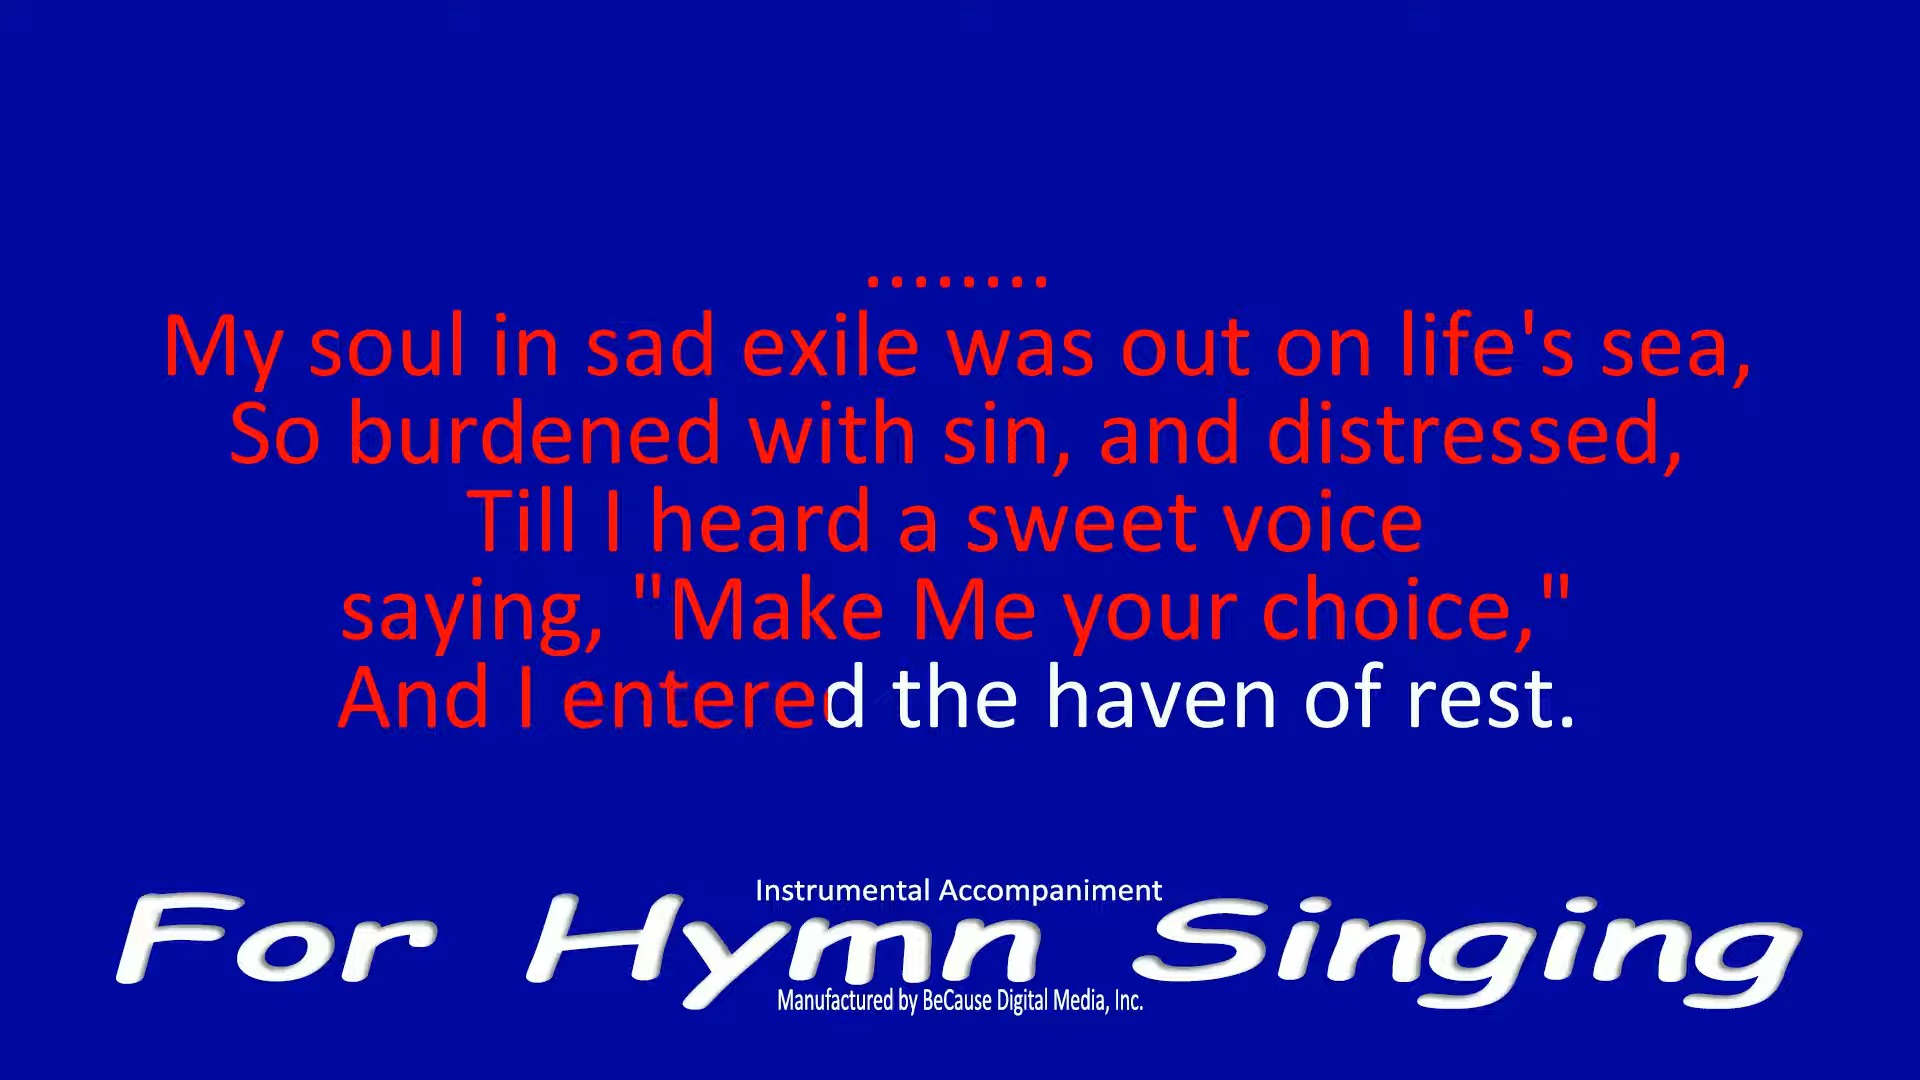 ........
My soul in sad exile was out on life's sea,
So burdened with sin, and distressed,
Till I heard a sweet voice
saying, "Make Me your choice,"
And I entered the haven of rest.
Instrumental Accompaniment
For Hymn Singing
Manufactured by BeCause Digital Media, Inc.